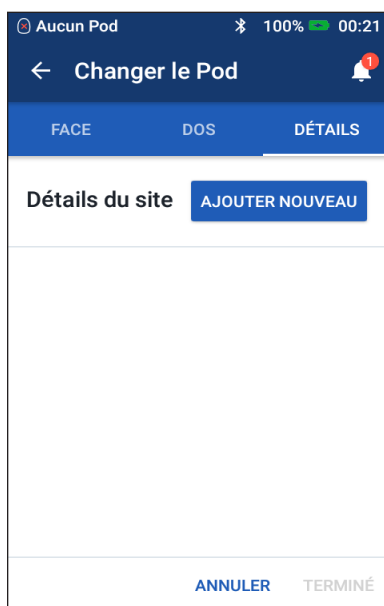 Aucun Pod 100% 00:21
Changer le Pod 1
FACE DOS DÉTAILS
Détails du site AJOUTER NOUVEAU
ANNULER TERMINÉ